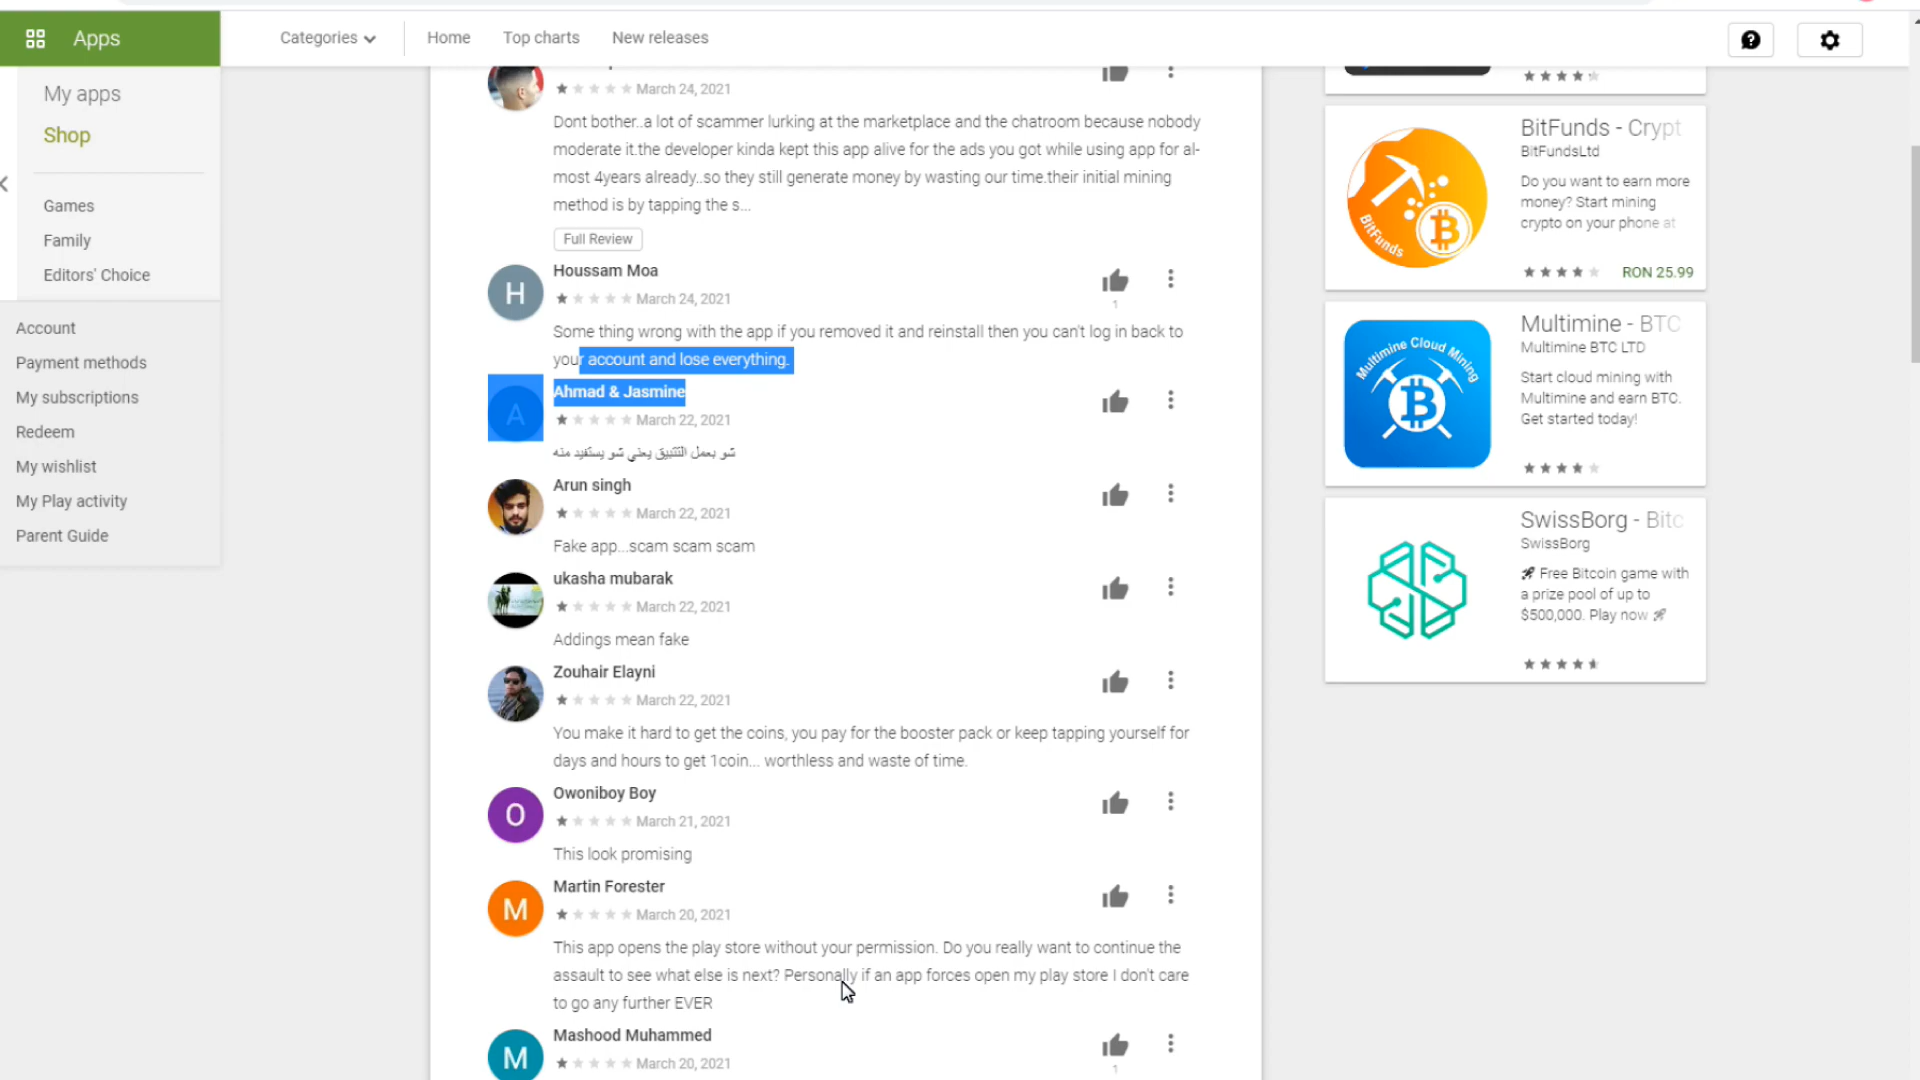 Apps
Categories
Home
Top charts
New releases
My apps
Shop
Games
Family
Editors' Choice
Account
Payment methods
My subscriptions
Redeem
My wishlist
My Play activity
Parent Guide
March 24, 2021
Dont bother..a lot of scammer lurking at the marketplace and the chatroom because nobody
moderate it.the developer kinda kept this app alive for the ads you got while using app for al-
most 4years already..so they still generate money by wasting our time.their initial mining
method is by tapping the s...
Full Review
Houssam Moa
March 24, 2021
1
Some thing wrong with the app if you removed it and reinstall then you can't log in back to
your account and lose everything.
A
Ahmad & Jasmine
March 22, 2021
شو بعمل التتبيق يعني شو يستفيد منه
Arun singh
March 22, 2021
Fake app...scam scam scam
ukasha mubarak
March 22, 2021
Addings mean fake
Zouhair Elayni
March 22, 2021
You make it hard to get the coins, you pay for the booster pack or keep tapping yourself for
days and hours to get 1coin... worthless and waste of time.
O
Owoniboy Boy
March 21, 2021
This look promising
M
Martin Forester
March 20, 2021
This app opens the play store without your permission. Do you really want to continue the
assault to see what else is next? Personally if an app forces open my play store I don't care
to go any further EVER
M
Mashood Muhammed
March 20, 2021
1
H
BitFunds - Crypt
BitFundsLtd
Do you want to earn more
money? Start mining
crypto on your phone at
RON 25.99
BitFunds
Multimine - BTC
Multimine BTC LTD
Start cloud mining with
Multimine and earn BTC.
Get started today!
Multimine Cloud Mining
SwissBorg - Bitc
SwissBorg
🚀 Free Bitcoin game with
a prize pool of up to
$500,000. Play now 🚀